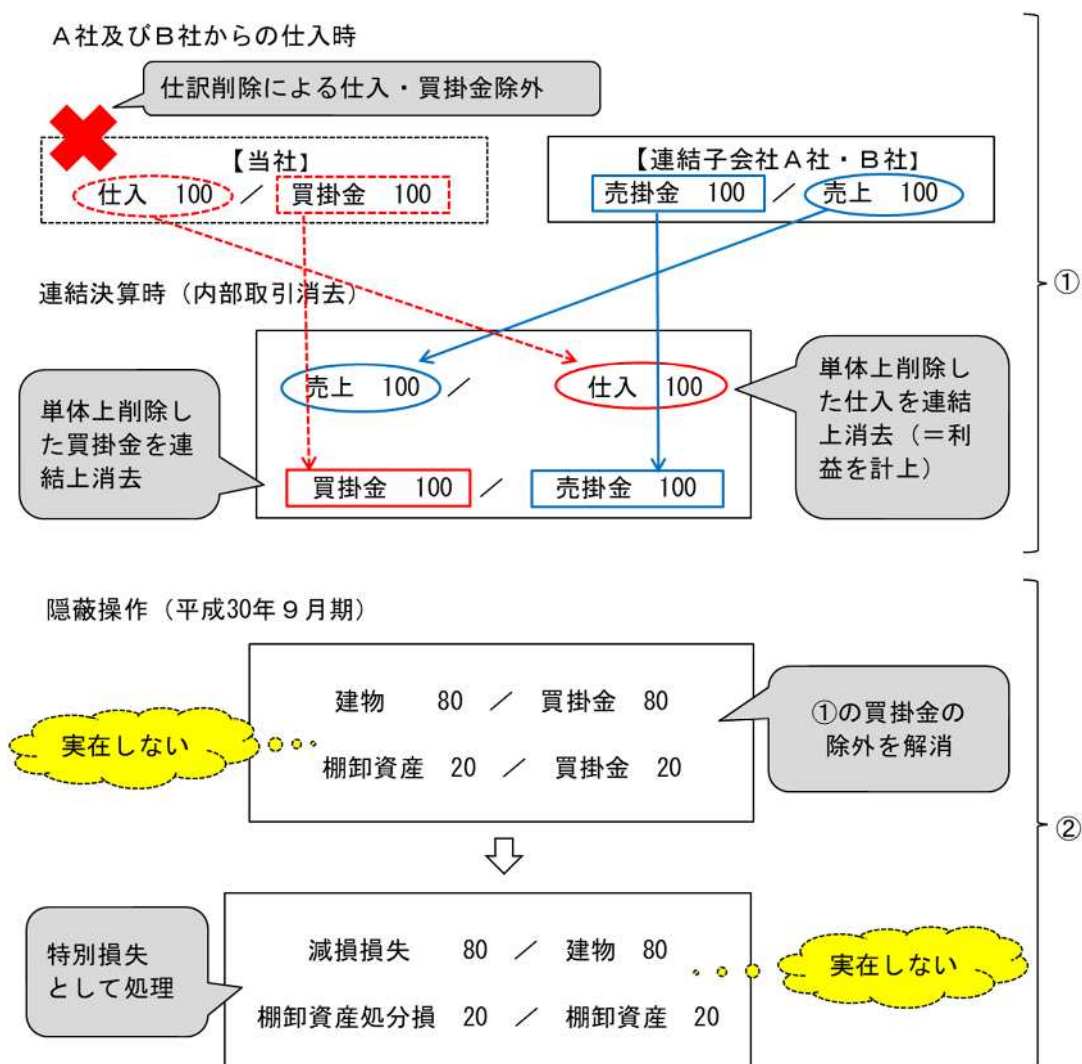 A社及びB社からの仕入時
仕訳削除による仕入・買掛金除外
【当社】
仕入 100 ／ 買掛金 100
【連結子会社A社・B社】
売掛金 100 ／ 売上 100
①
連結決算時（内部取引消去）
売上 100 ／ 仕入 100
買掛金 100 ／ 売掛金 100
単体上削除し
た買掛金を連
結上消去
単体上削除し
た仕入を連結
上消去（＝利
益を計上）
隠蔽操作（平成30年９月期）
建物 80 ／ 買掛金 80
棚卸資産 20 ／ 買掛金 20
実在しない
①の買掛金の
除外を解消
②
特別損失
として処理
減損損失 80 ／ 建物 80
棚卸資産処分損 20 ／ 棚卸資産 20
実在しない